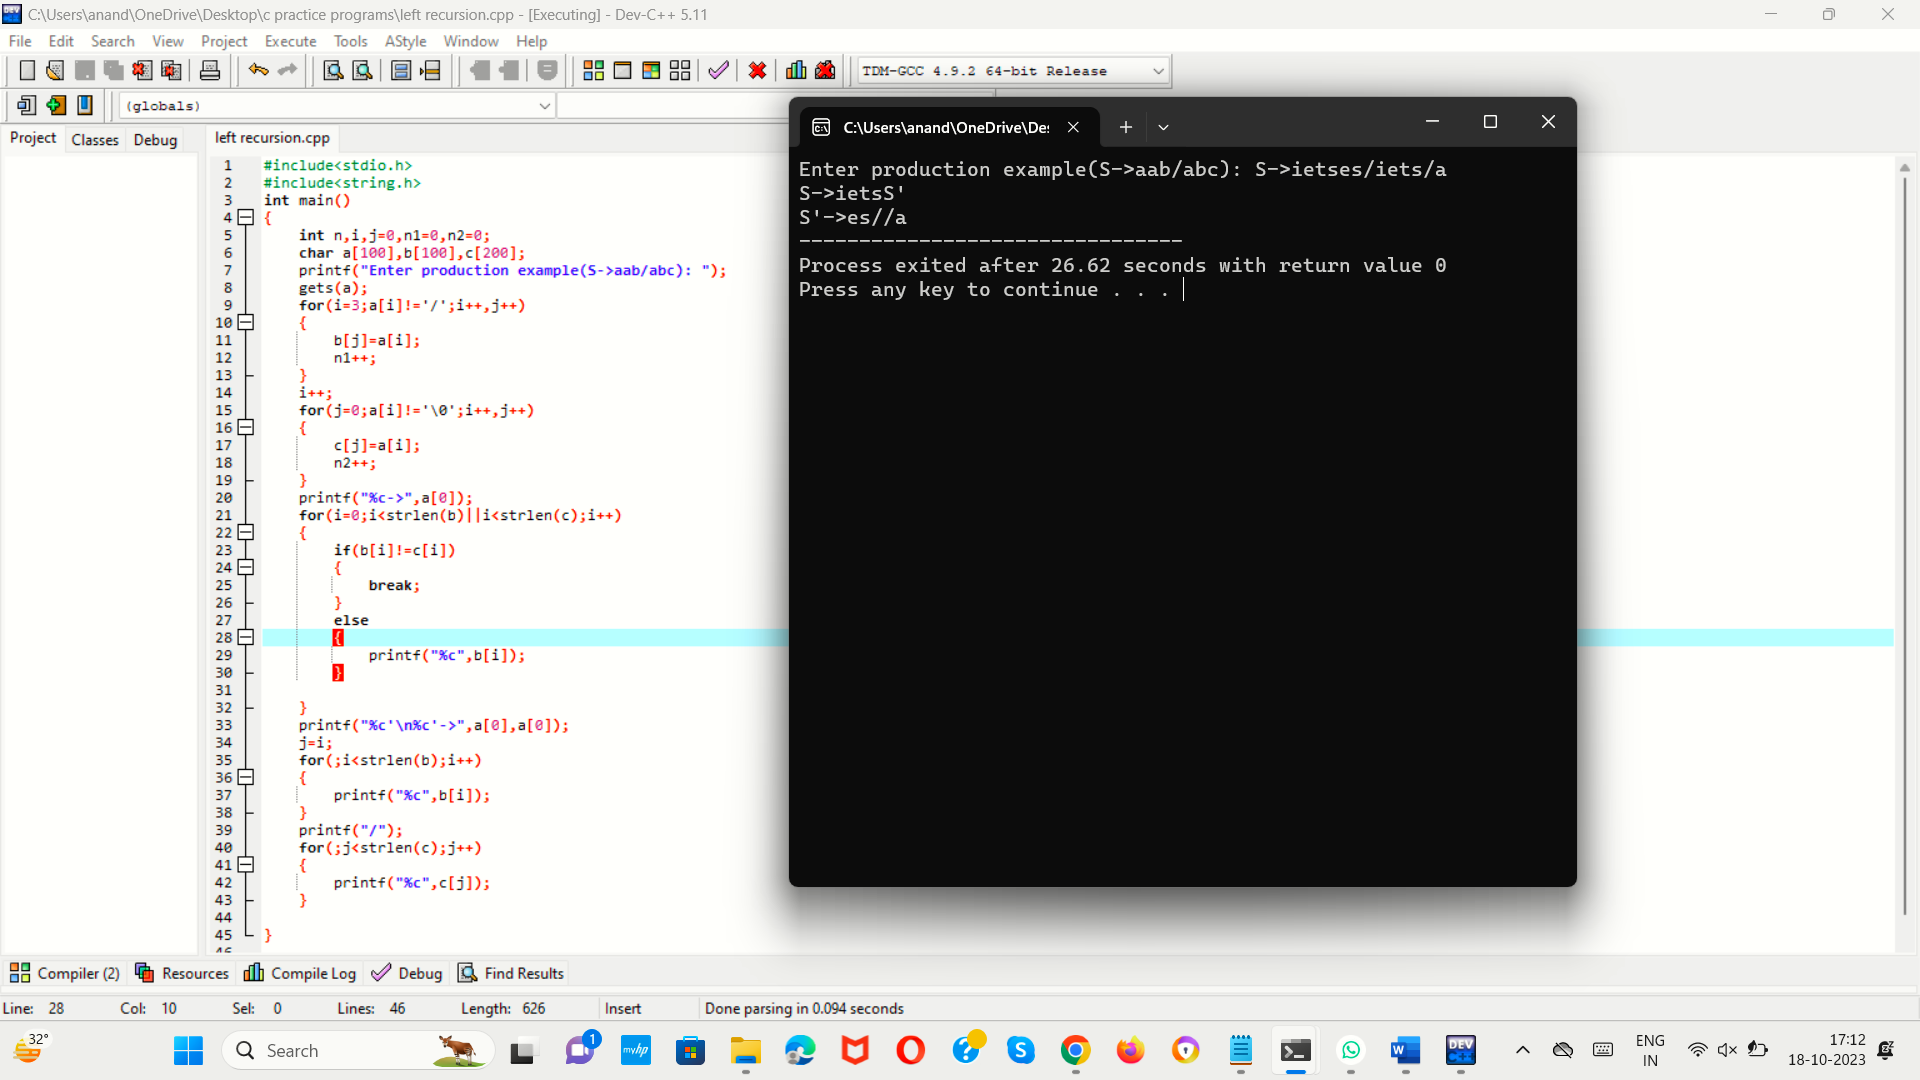 C:\Users\anand\OneDrive\Desktop\c practice programs\left recursion.cpp - [Executing] - Dev-C++ 5.11
File Edit Search View Project Execute Tools AStyle Window Help
TDM-GCC 4.9.2 64-bit Release
(globals)
Project Classes Debug
left recursion.cpp
1 #include<stdio.h>
2 #include<string.h>
3 int main()
4 {
5 int n,i,j=0,n1=0,n2=0;
6 char a[100],b[100],c[200];
7 printf("Enter production example(S->aab/abc): ");
8 gets(a);
9 for(i=3;a[i]!='/';i++,j++)
10 {
11 b[j]=a[i];
12 n1++;
13 }
14 i++;
15 for(j=0;a[i]!='\0';i++,j++)
16 {
17 c[j]=a[i];
18 n2++;
19 }
20 printf("%c->",a[0]);
21 for(i=0;i<strlen(b)||i<strlen(c);i++)
22 {
23 if(b[i]!=c[i])
24 {
25 break;
26 }
27 else
28 {
29 printf("%c",b[i]);
30 }
31
32 }
33 printf("%c'\n%c'->",a[0],a[0]);
34 j=i;
35 for(;i<strlen(b);i++)
36 {
37 printf("%c",b[i]);
38 }
39 printf("/");
40 for(;j<strlen(c);j++)
41 {
42 printf("%c",c[j]);
43 }
44
45 }
46
C:\Users\anand\OneDrive\De
Enter production example(S->aab/abc): S->ietses/iets/a
S->ietsS'
S'->es//a
--------------------------------
Process exited after 26.62 seconds with return value 0
Press any key to continue . . .
Compiler (2) Resources Compile Log Debug Find Results
Line: 28 Col: 10 Sel: 0 Lines: 46 Length: 626 Insert Done parsing in 0.094 seconds
32°
Search
1
myhp
DEV
ENG
IN
17:12
18-10-2023